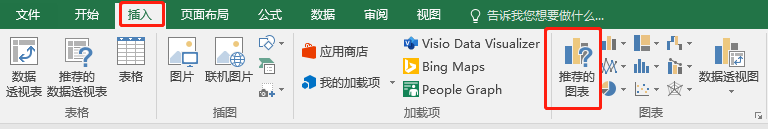 文件 开始 插入 页面布局 公式 数据 审阅 视图 告诉我您想要做什么...
数据
透视表
推荐的
数据透视表
表格
表格
图片
联机图片
插图
应用商店
我的加载项
Visio Data Visualizer
Bing Maps
People Graph
加载项
推荐的
图表
数据透视图
图表